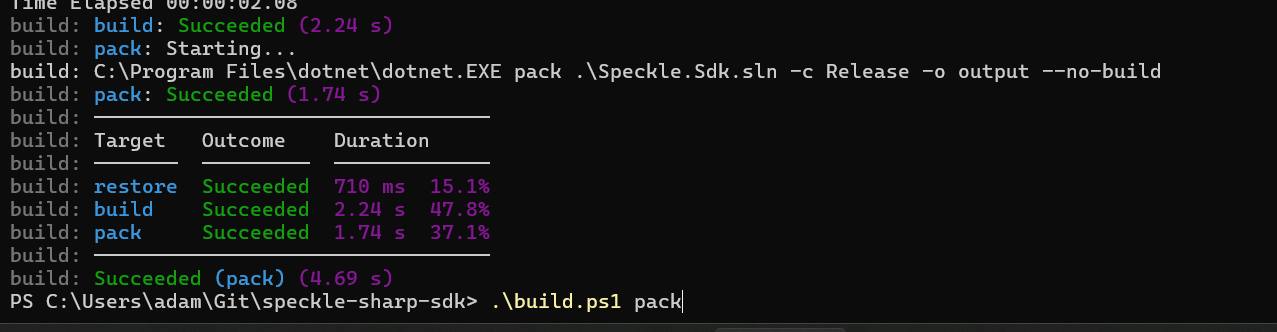 Time Elapsed 00:00:02.08
build: build: Succeeded (2.24 s)
build: pack: Starting...
build: C:\Program Files\dotnet\dotnet.EXE pack .\Speckle.Sdk.sln -c Release -o output --no-build
build: pack: Succeeded (1.74 s)
build:
build: Target Outcome Duration
build:
build: restore Succeeded 710 ms 15.1%
build: build Succeeded 2.24 s 47.8%
build: pack Succeeded 1.74 s 37.1%
build:
build: Succeeded (pack) (4.69 s)
PS C:\Users\adam\Git\speckle-sharp-sdk> .\build.ps1 pack